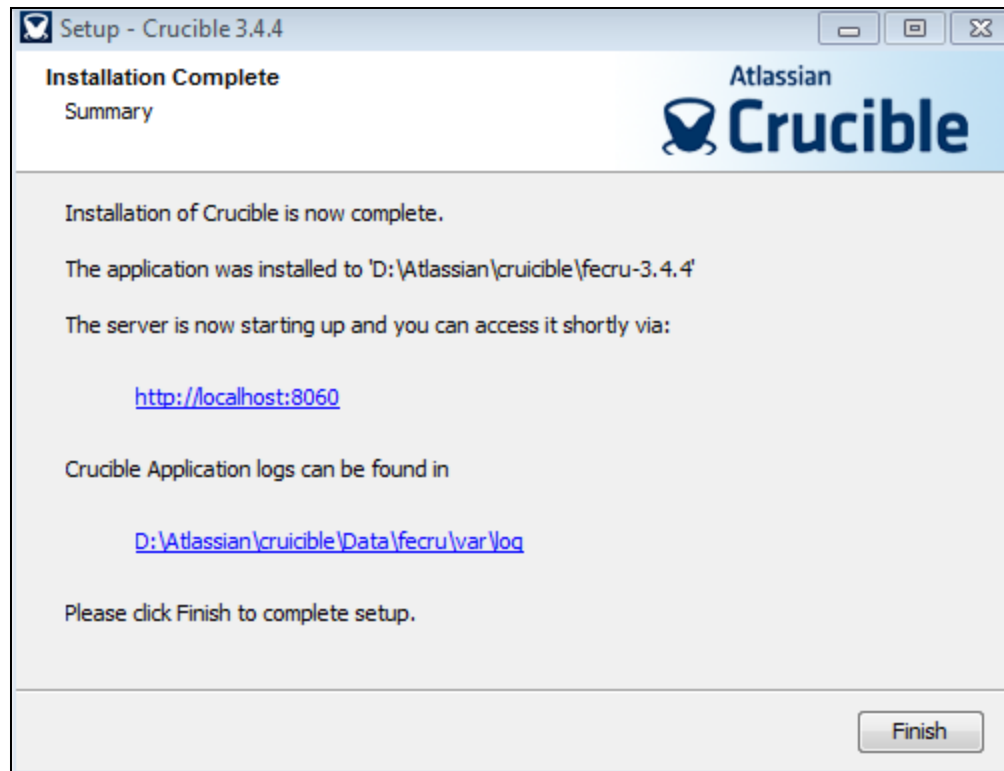 Setup - Crucible 3.4.4
Installation Complete
Summary
Atlassian
Crucible
Installation of Crucible is now complete.
The application was installed to 'D:\Atlassian\cruicible\fecru-3.4.4'
The server is now starting up and you can access it shortly via:
http://localhost:8060
Crucible Application logs can be found in
D:\Atlassian\cruicible\Data\fecru\var\log
Please click Finish to complete setup.
Finish